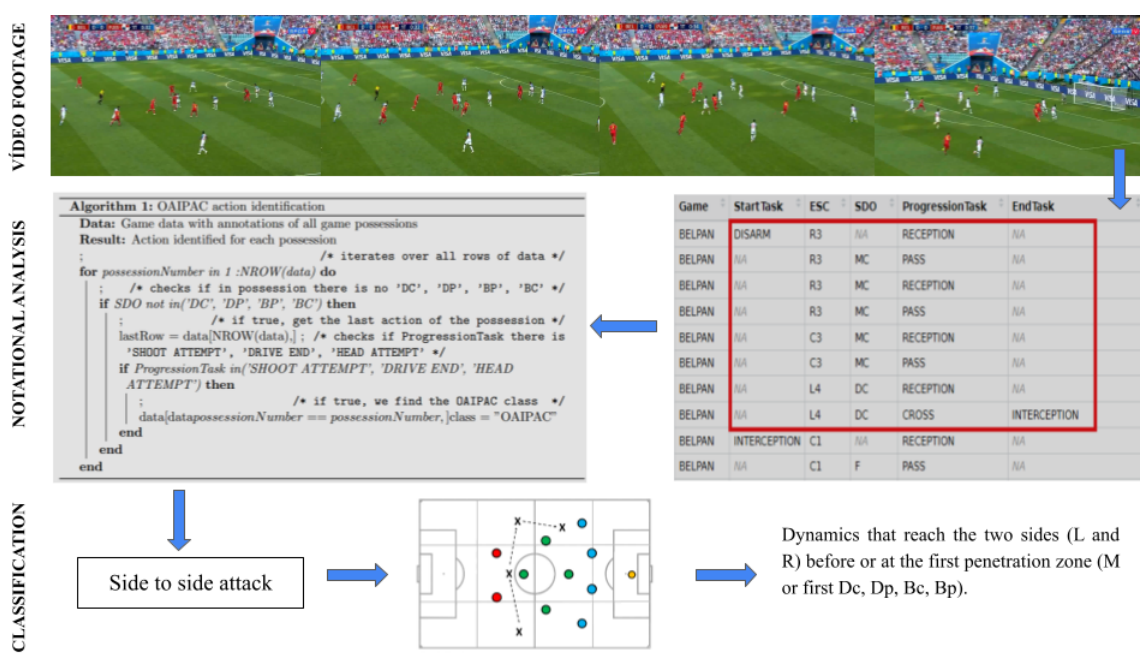 VÍDEO FOOTAGE
VISA
VISA
VISA
VISA
NOTATIONAL ANALYSIS
Algorithm 1: OAIPAC action identification
Data: Game data with annotations of all game possessions
Result: Action identified for each possession
; /* iterates over all rows of data */
for possessionNumber in 1 :NROW(data) do
; /* checks if in possession there is no 'DC', 'DP', 'BP', 'BC' */
if SDO not in('DC', 'DP', 'BP', 'BC') then
; /* if true, get the last action of the possession */
lastRow = data[NROW(data),] ; /* checks if ProgressionTask there is
'SHOOT ATTEMPT', 'DRIVE END', 'HEAD ATTEMPT' */
if ProgressionTask in('SHOOT ATTEMPT', 'DRIVE END', 'HEAD
ATTEMPT') then
; /* if true, we find the OAIPAC class */
data[datapossessionNumber == possessionNumber,]class = "OAIPAC"
end
end
end
Game StartTask ESC SDO ProgressionTask EndTask
BELPAN DISARM R3 NA RECEPTION NA
BELPAN NA R3 MC PASS NA
BELPAN NA R3 MC RECEPTION NA
BELPAN NA R3 MC PASS NA
BELPAN NA C3 MC RECEPTION NA
BELPAN NA C3 MC PASS NA
BELPAN NA L4 DC RECEPTION NA
BELPAN NA L4 DC CROSS INTERCEPTION
BELPAN INTERCEPTION C1 NA RECEPTION NA
BELPAN NA C1 F PASS NA
CLASSIFICATION
Side to side attack
X
X
X
X
Dynamics that reach the two sides (L and
R) before or at the first penetration zone (M
or first Dc, Dp, Bc, Bp).